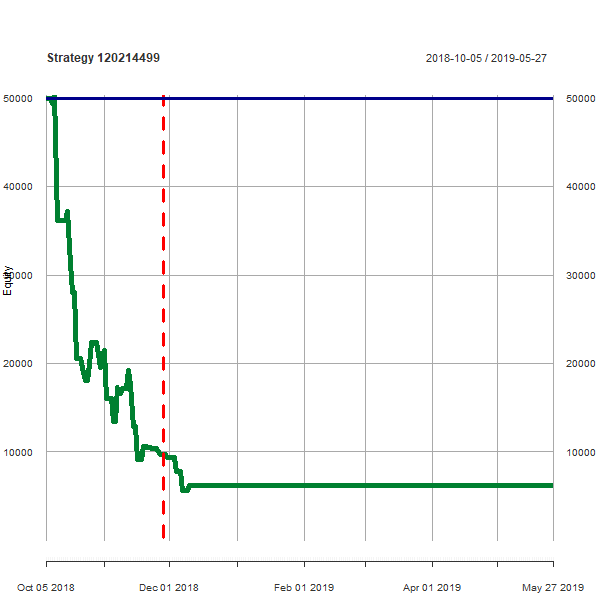 Strategy 120214499
2018-10-05 / 2019-05-27
50000
50000
40000
40000
Equity
30000
30000
20000
20000
10000
10000
Oct 05 2018
Dec 01 2018
Feb 01 2019
Apr 01 2019
May 27 2019